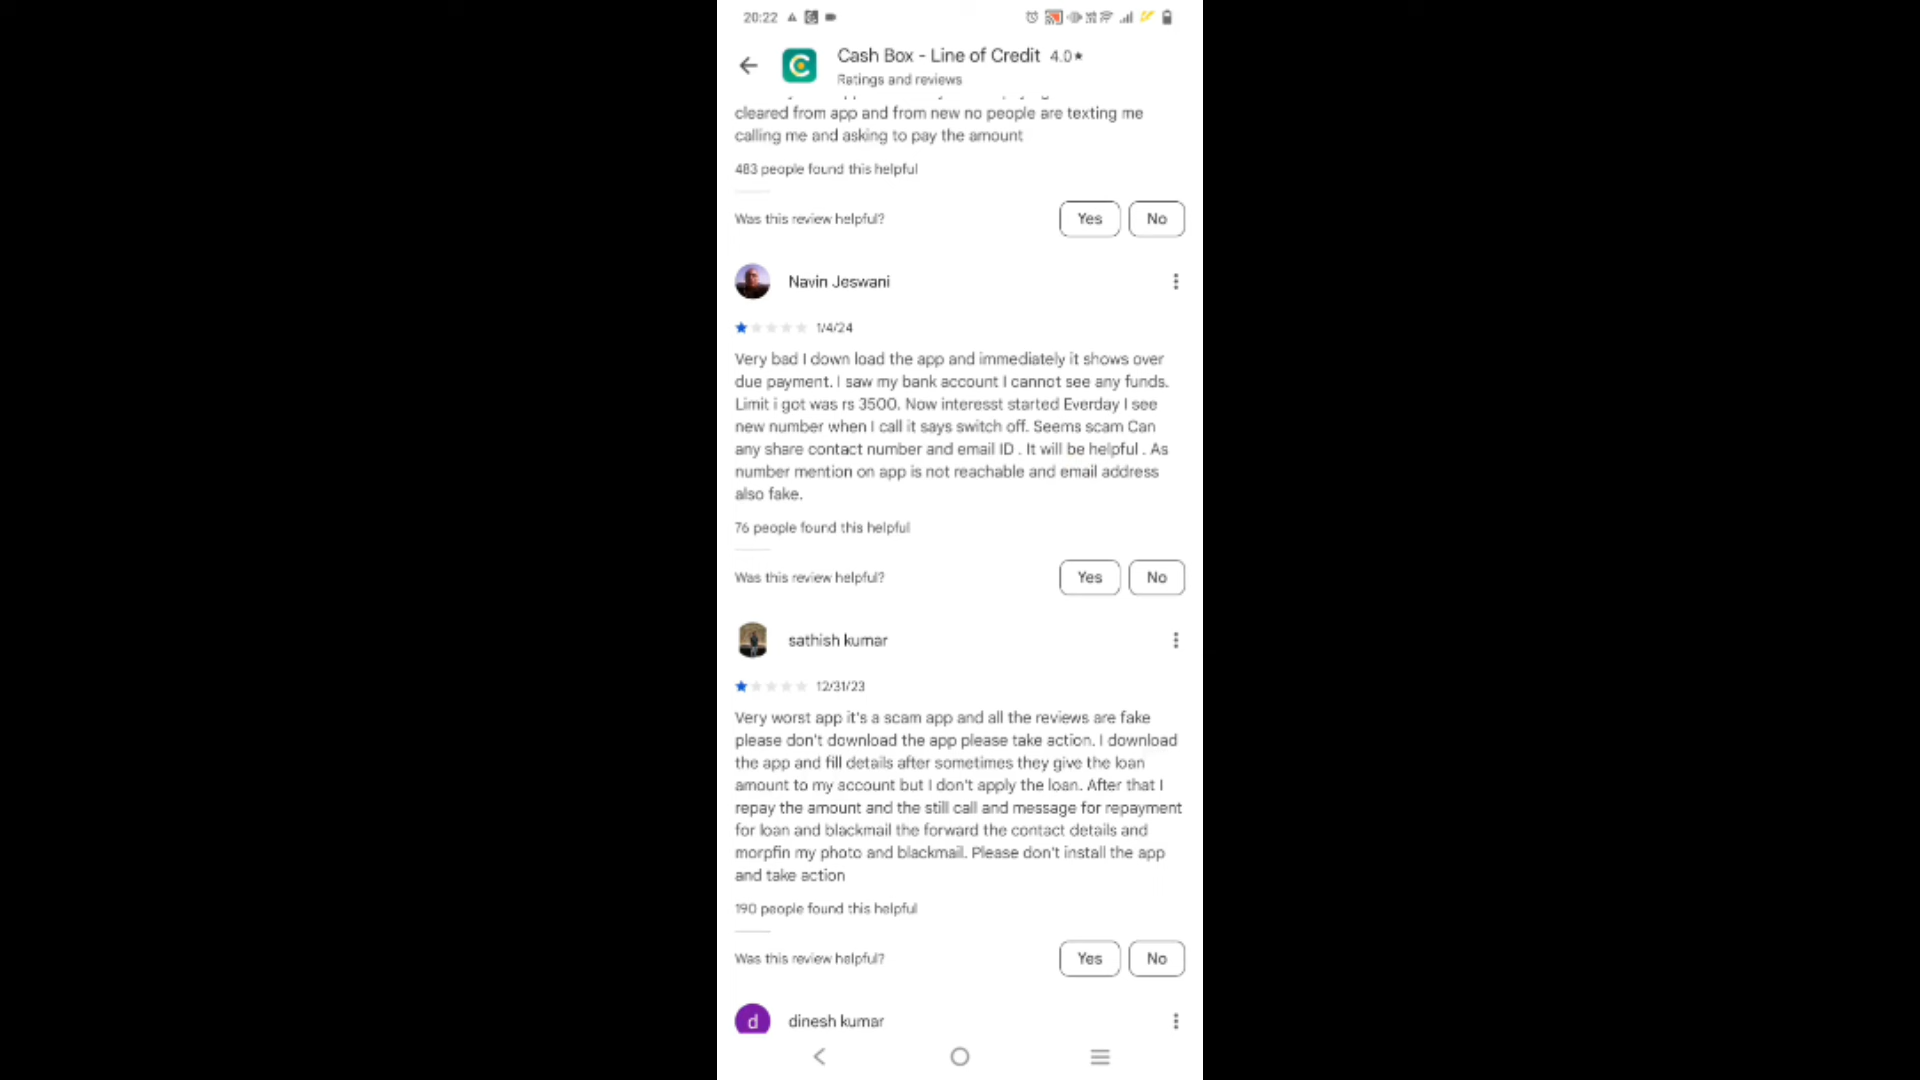 20:22
Cash Box - Line of Credit 4.0★
Ratings and reviews
cleared from app and from new no people are texting me
calling me and asking to pay the amount
483 people found this helpful
Was this review helpful?
Yes
No
Navin Jeswani
1/4/24
Very bad I down load the app and immediately it shows over
due payment. I saw my bank account I cannot see any funds.
Limit i got was rs 3500. Now interesst started Everday I see
new number when I call it says switch off. Seems scam Can
any share contact number and email ID . It will be helpful . As
number mention on app is not reachable and email address
also fake.
76 people found this helpful
Was this review helpful?
Yes
No
sathish kumar
12/31/23
Very worst app it's a scam app and all the reviews are fake
please don't download the app please take action. I download
the app and fill details after sometimes they give the loan
amount to my account but I don't apply the loan. After that I
repay the amount and the still call and message for repayment
for loan and blackmail the forward the contact details and
morpfin my photo and blackmail. Please don't install the app
and take action
190 people found this helpful
Was this review helpful?
Yes
No
d
dinesh kumar